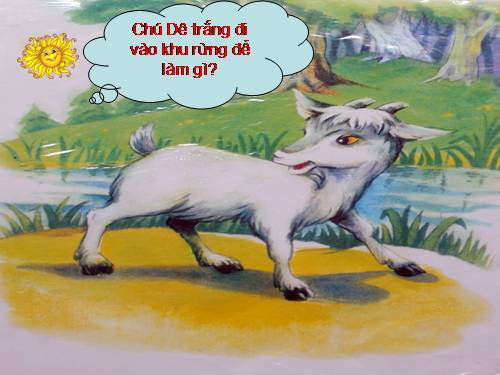 Chú Dê trắng đi
vào khu rừng để
làm gì?